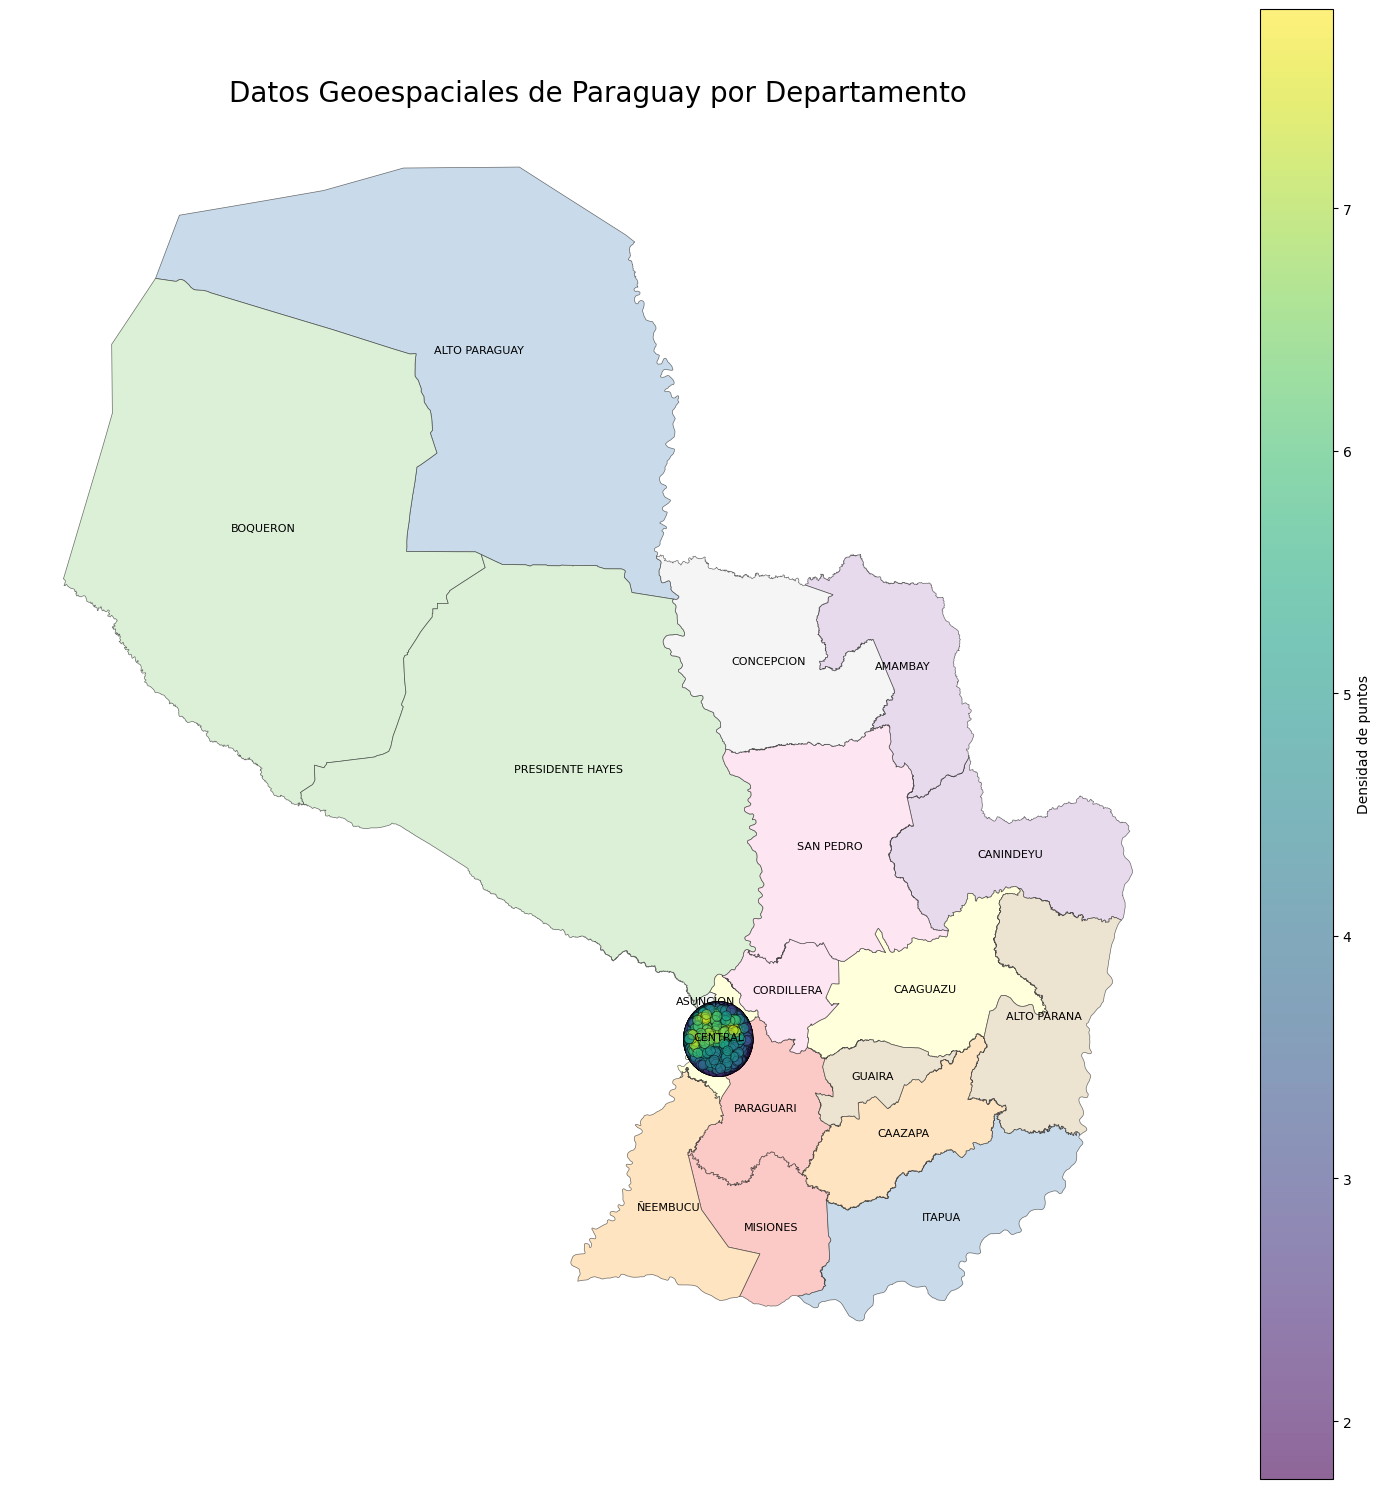 Datos Geoespaciales de Paraguay por Departamento
ALTO PARAGUAY
BOQUERON
CONCEPCION
AMAMBAY
PRESIDENTE HAYES
SAN PEDRO
CANINDEYU
CORDILLERA
CAAGUAZU
ASUNCION
ALTO PARANA
CENTRAL
GUAIRA
PARAGUARI
CAAZAPA
ÑEEMBUCU
MISIONES
ITAPUA
7
6
5
4
3
2
Densidad de puntos